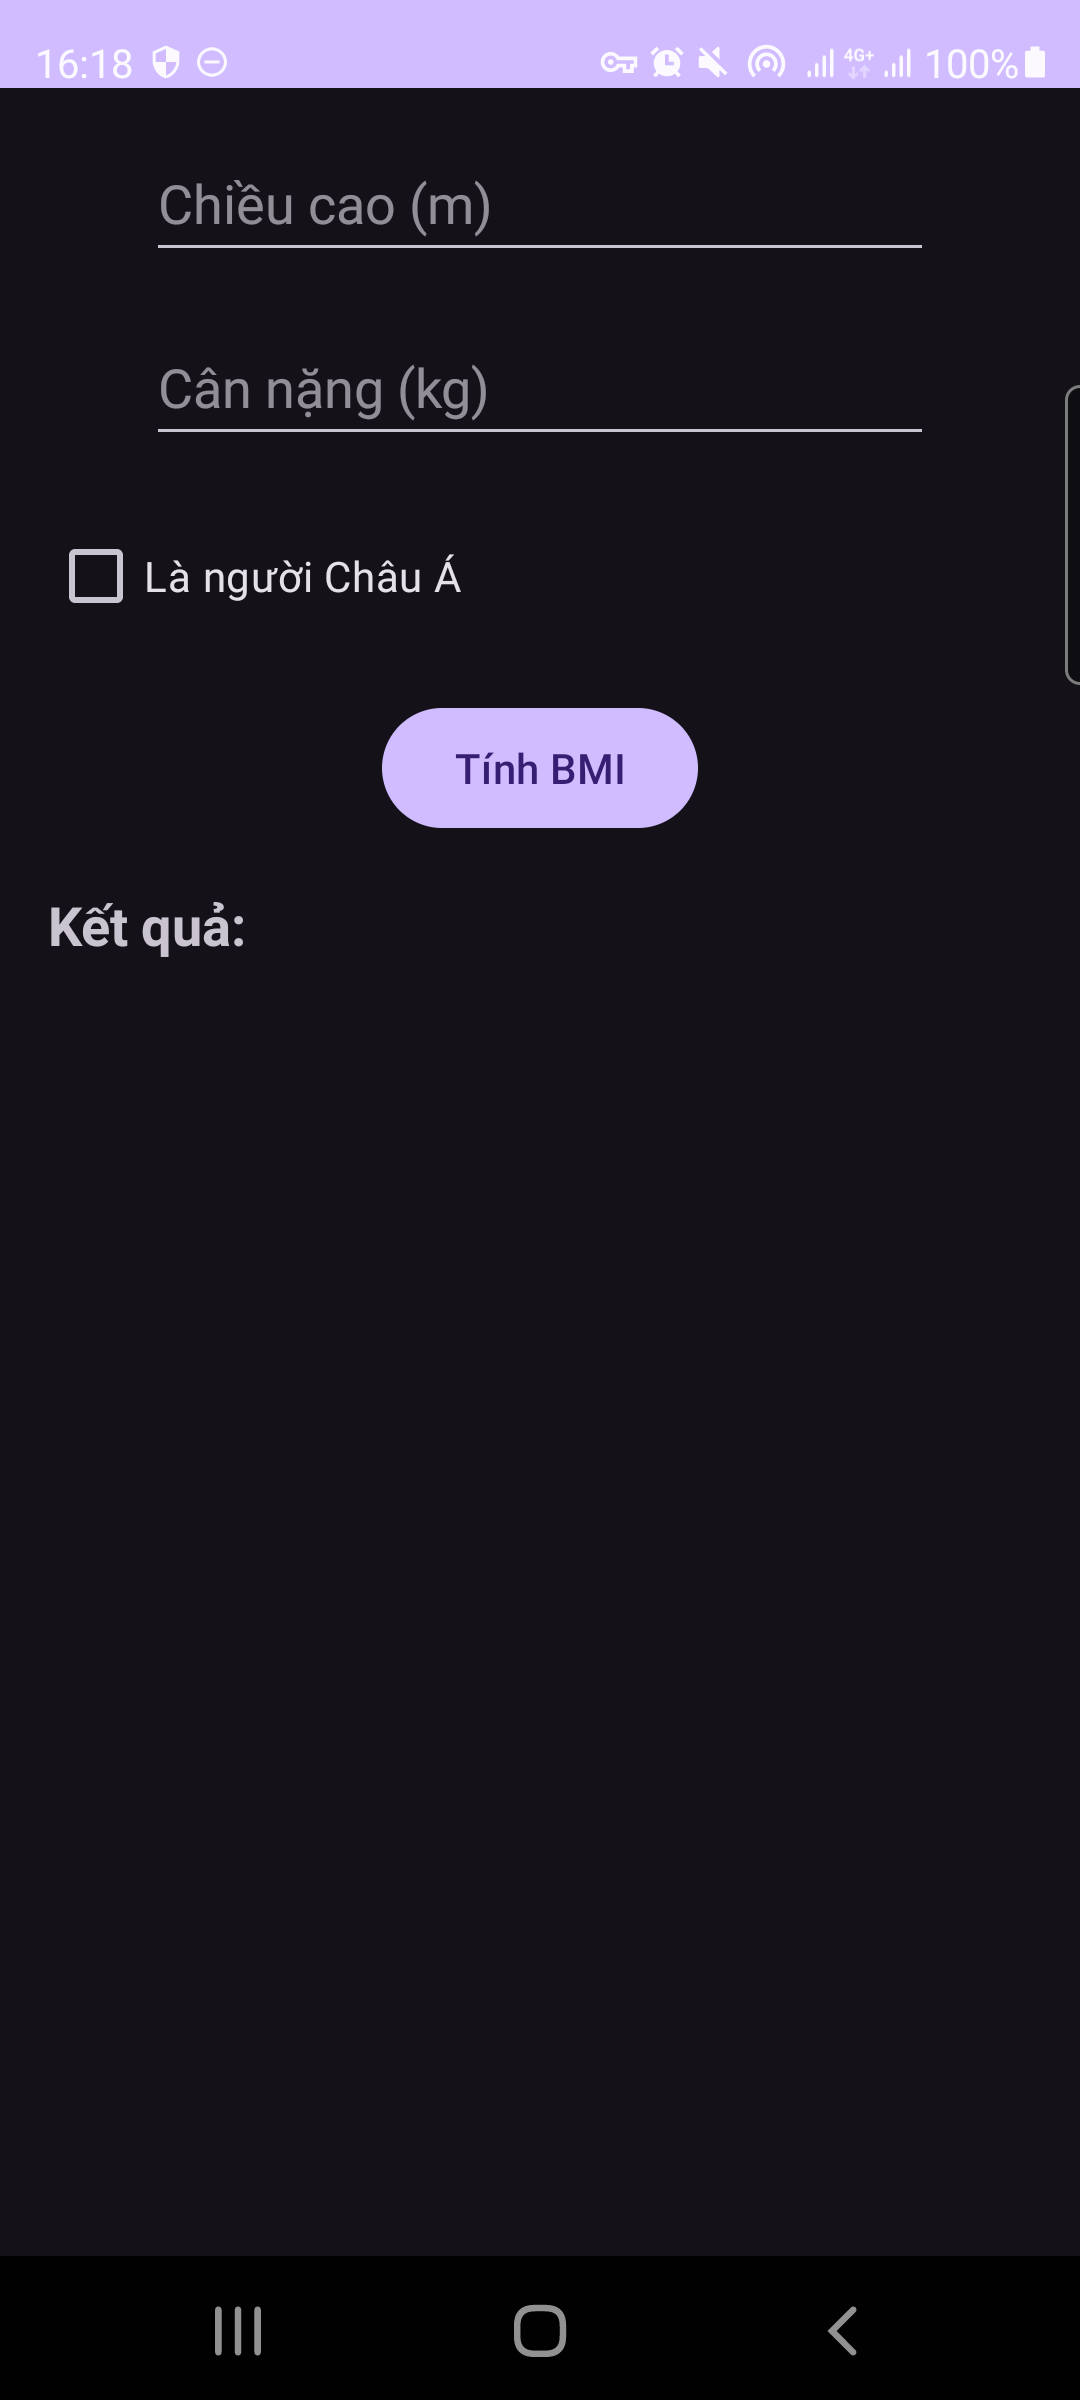 16:18 4G+ 100%
Chiều cao (m)
Cân nặng (kg)
Là người Châu Á
Tính BMI
Kết quả: